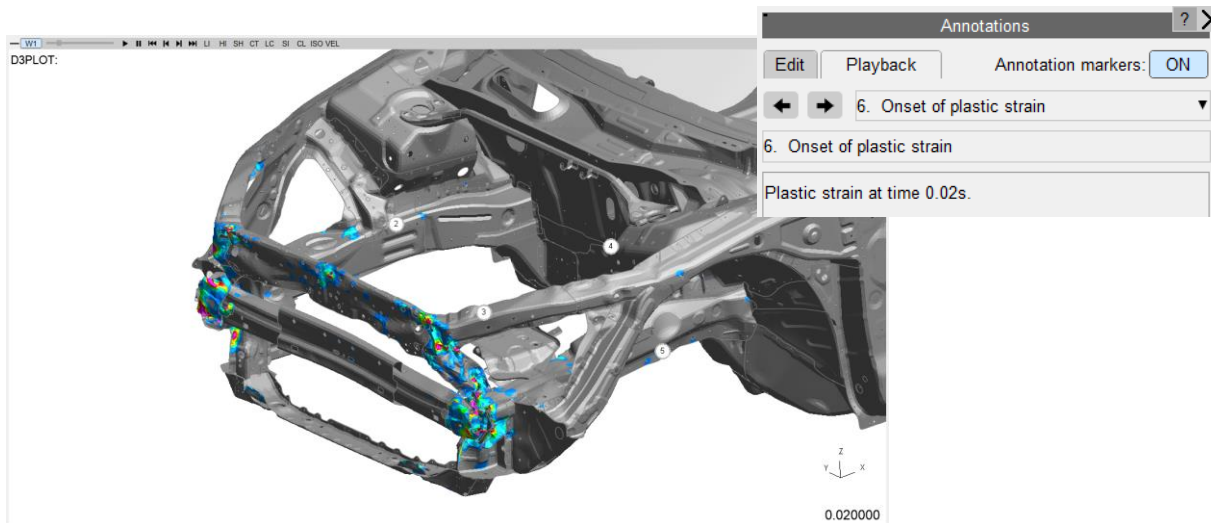 Annotations
?
Edit Playback Annotation markers: ON
6. Onset of plastic strain
6. Onset of plastic strain
Plastic strain at time 0.02s.
W1 LI HI SH CT LC SI CL ISO VEL
D3PLOT:
2
4
3
5
Z
Y X
0.020000